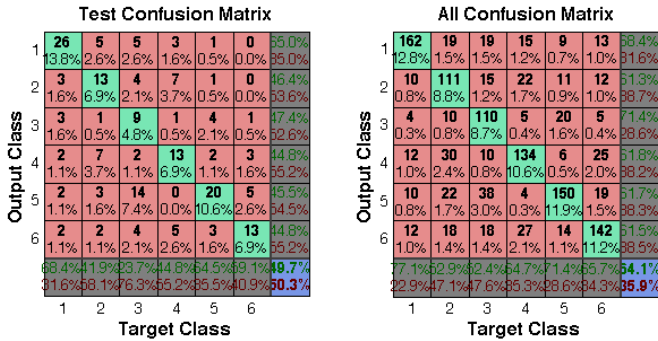 Test Confusion Matrix
1 26 5 5 3 1 0 65.0%
13.8% 2.6% 2.6% 1.6% 0.5% 0.0% 35.0%
2 3 13 4 7 1 0 46.4%
1.6% 6.9% 2.1% 3.7% 0.5% 0.0% 53.6%
3 3 1 9 1 4 1 47.4%
1.6% 0.5% 4.8% 0.5% 2.1% 0.5% 52.6%
4 2 7 2 13 2 3 44.8%
1.1% 3.7% 1.1% 6.9% 1.1% 1.6% 55.2%
5 2 3 14 0 20 5 45.5%
1.1% 1.6% 7.4% 0.0% 10.6% 2.6% 54.5%
6 2 2 4 5 3 13 44.8%
1.1% 1.1% 2.1% 2.6% 1.6% 6.9% 55.2%
68.4% 41.9% 23.7% 44.8% 64.5% 59.1% 49.7%
31.6% 58.1% 76.3% 55.2% 35.5% 40.9% 50.3%
1 2 3 4 5 6
Target Class
Output Class
All Confusion Matrix
1 162 19 19 15 9 13 68.4%
12.8% 1.5% 1.5% 1.2% 0.7% 1.0% 31.6%
2 10 111 15 22 11 12 61.3%
0.8% 8.8% 1.2% 1.7% 0.9% 1.0% 38.7%
3 4 10 110 5 20 5 71.4%
0.3% 0.8% 8.7% 0.4% 1.6% 0.4% 28.6%
4 12 30 10 134 6 25 61.8%
1.0% 2.4% 0.8% 10.6% 0.5% 2.0% 38.2%
5 10 22 38 4 150 19 61.7%
0.8% 1.7% 3.0% 0.3% 11.9% 1.5% 38.3%
6 12 18 18 27 14 142 61.5%
1.0% 1.4% 1.4% 2.1% 1.1% 11.2% 38.5%
77.1% 52.9% 52.4% 64.7% 71.4% 65.7% 64.1%
22.9% 47.1% 47.6% 35.3% 28.6% 34.3% 35.9%
1 2 3 4 5 6
Target Class
Output Class